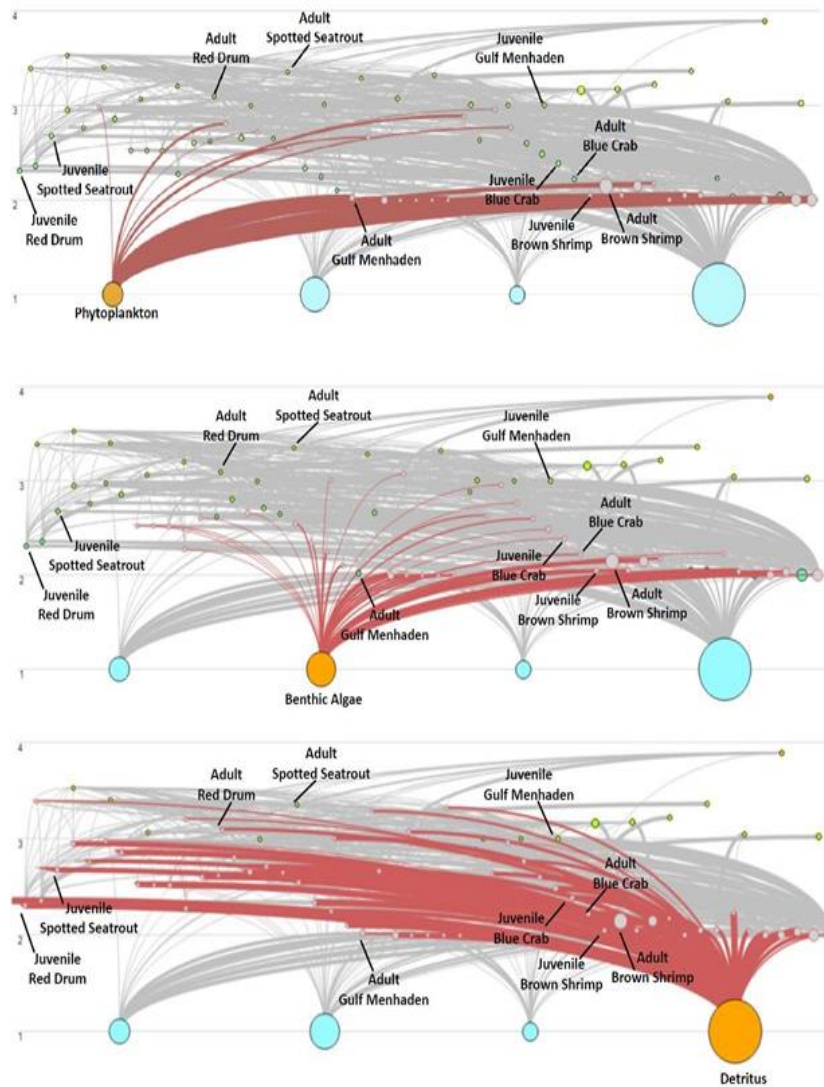 4
Adult
Spotted Seatrout
Adult
Red Drum
Juvenile
Gulf Menhaden
3
Adult
Blue Crab
Juvenile
Spotted Seatrout
Juvenile
Blue Crab
2
Juvenile
Red Drum
Adult
Gulf Menhaden
Juvenile
Brown Shrimp
Adult
Brown Shrimp
1
Phytoplankton
4
Adult
Spotted Seatrout
Adult
Red Drum
Juvenile
Gulf Menhaden
3
Adult
Blue Crab
Juvenile
Spotted Seatrout
Juvenile
Blue Crab
2
Juvenile
Red Drum
Adult
Gulf Menhaden
Juvenile
Brown Shrimp
Adult
Brown Shrimp
1
Benthic Algae
4
Adult
Spotted Seatrout
Adult
Red Drum
Juvenile
Gulf Menhaden
3
Adult
Blue Crab
Juvenile
Spotted Seatrout
Juvenile
Blue Crab
2
Juvenile
Red Drum
Adult
Gulf Menhaden
Juvenile
Brown Shrimp
Adult
Brown Shrimp
1
Detritus